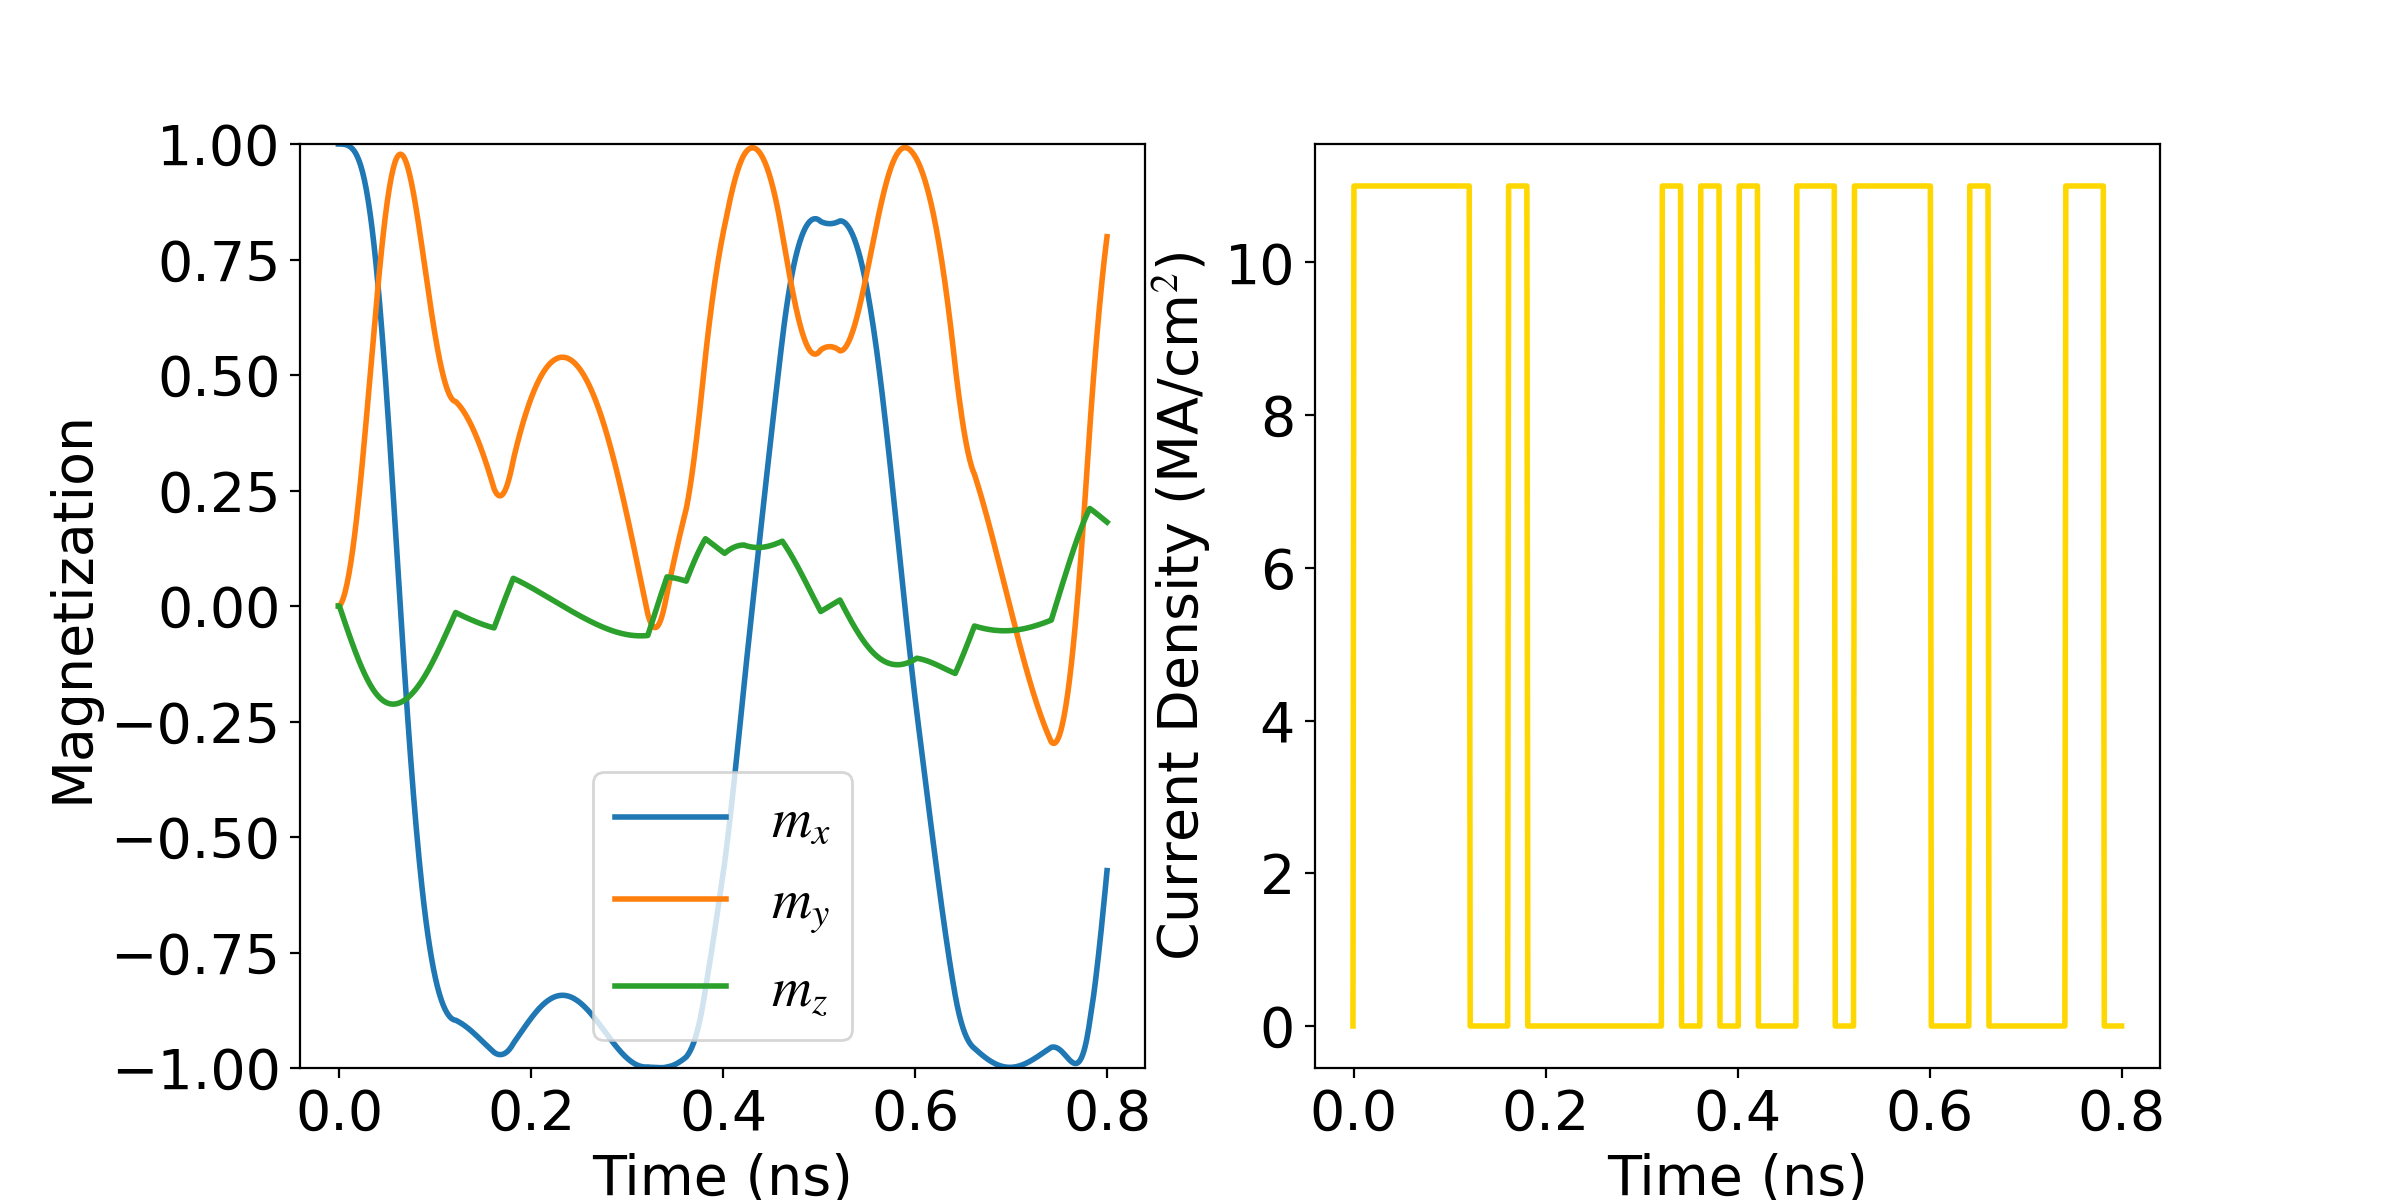 Magnetization
1.00
0.75
0.50
0.25
0.00
−0.25
−0.50
−0.75
−1.00
0.0 0.2 0.4 0.6 0.8
Time (ns)
m_x
m_y
m_z
Current Density (MA/cm²)
10
8
6
4
2
0
0.0 0.2 0.4 0.6 0.8
Time (ns)